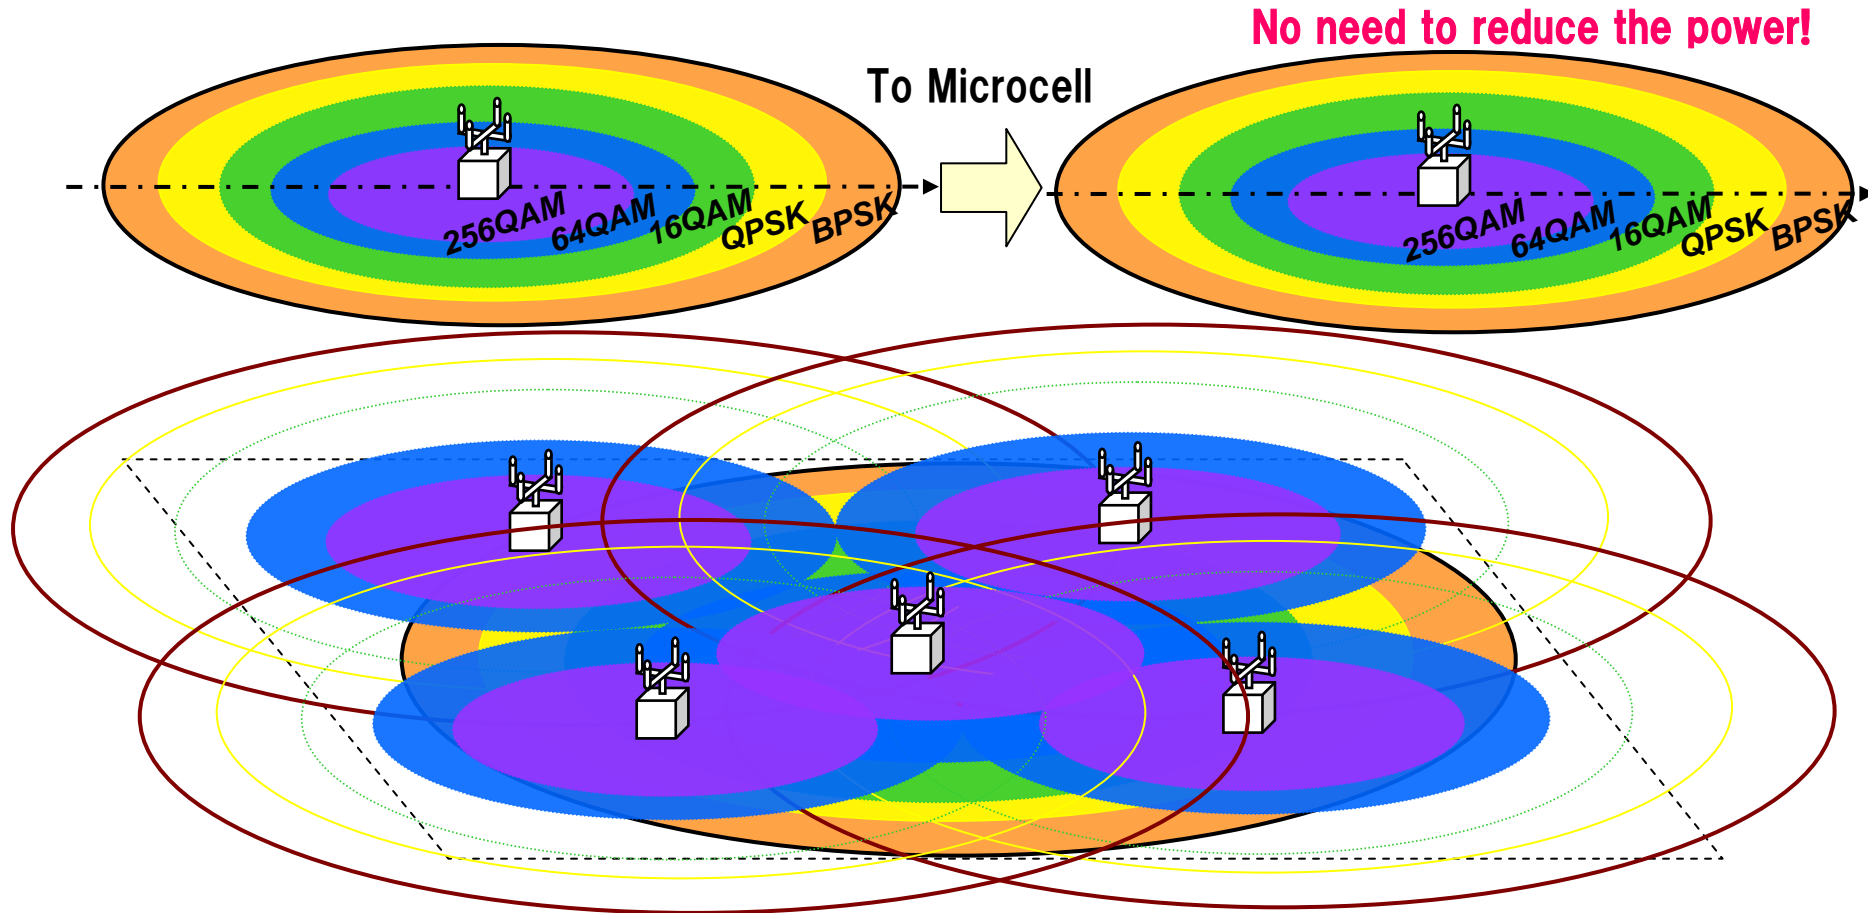 No need to reduce the power!
To Microcell
256QAM
64QAM
16QAM
QPSK
BPSK
256QAM
64QAM
16QAM
QPSK
BPSK